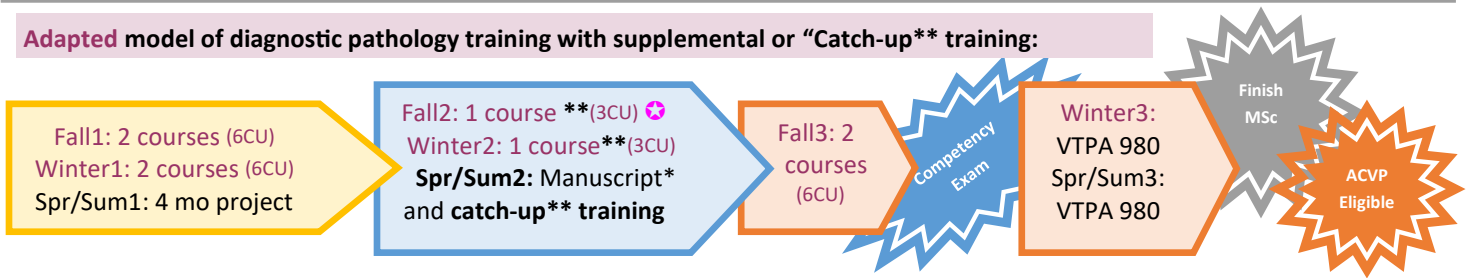 Adapted model of diagnostic pathology training with supplemental or “Catch-up** training:
Fall1: 2 courses (6CU)
Winter1: 2 courses (6CU)
Spr/Sum1: 4 mo project
Fall2: 1 course **(3CU) ✪
Winter2: 1 course**(3CU)
Spr/Sum2: Manuscript*
and catch-up** training
Fall3: 2
courses
(6CU)
Competency
Exam
Winter3:
VTPA 980
Spr/Sum3:
VTPA 980
Finish
MSc
ACVP
Eligible